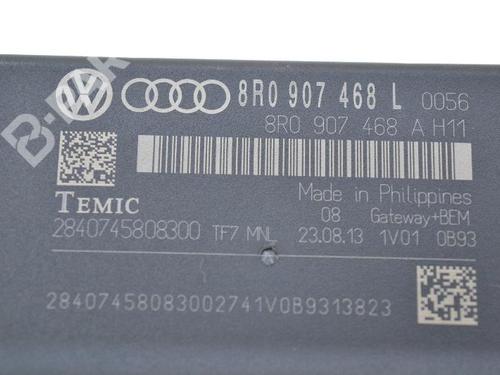 8R0 907 468 L 0056
8R0 907 468 A H11
TEMIC
Made in Philippines
08 Gateway+BEM
2840745808300 TF7 MNL 23.08.13 1V01 0B93
28407458083002741V0B9313823